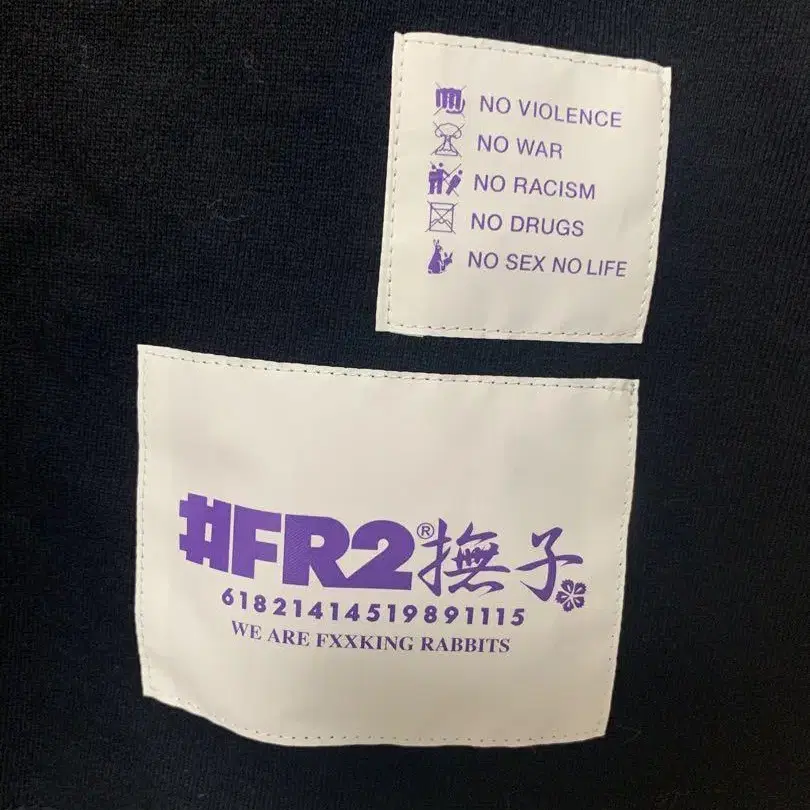 NO VIOLENCE
NO WAR
NO RACISM
NO DRUGS
NO SEX NO LIFE
#FR2®撫子
61821414519891115
WE ARE FXXKING RABBITS